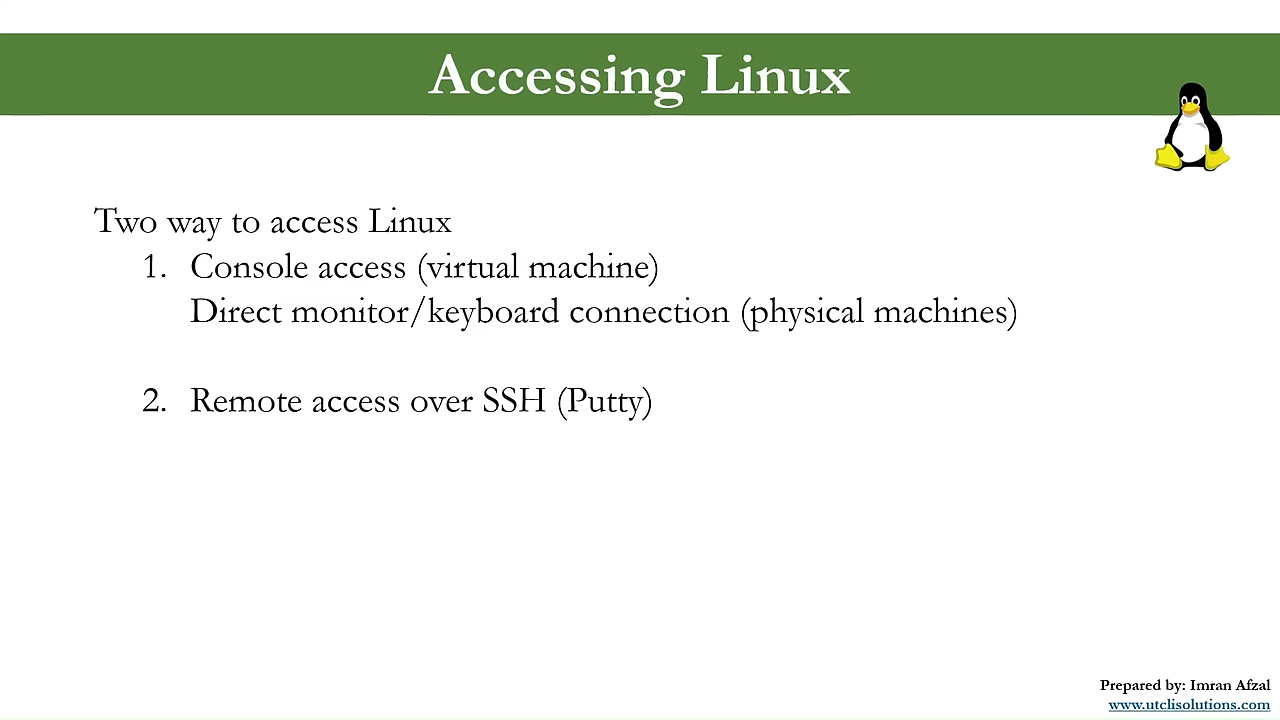 Accessing Linux
Two way to access Linux
1. Console access (virtual machine)
Direct monitor/keyboard connection (physical machines)
2. Remote access over SSH (Putty)
Prepared by: Imran Afzal
www.utclisolutions.com